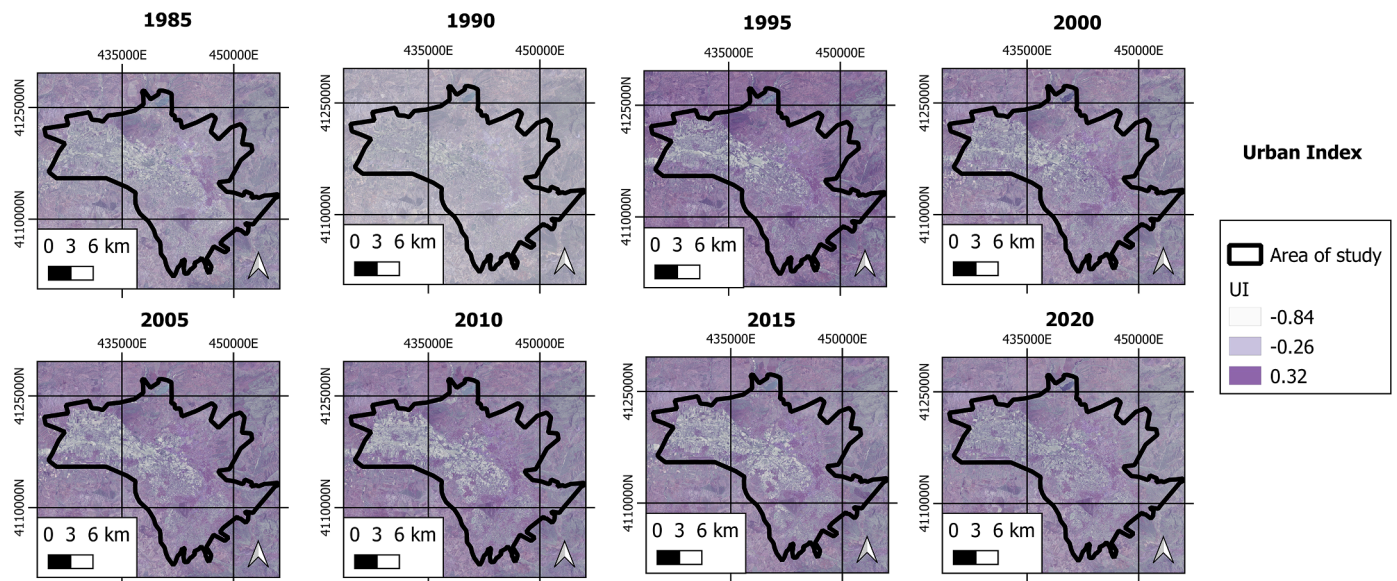 1985
1990
1995
2000
435000E 450000E
435000E 450000E
435000E 450000E
435000E 450000E
4125000N
4110000N
4125000N
4110000N
4125000N
4110000N
4125000N
4110000N
0 3 6 km
0 3 6 km
0 3 6 km
0 3 6 km
2005
2010
2015
2020
435000E 450000E
435000E 450000E
435000E 450000E
435000E 450000E
4125000N
4110000N
4125000N
4110000N
4125000N
4110000N
4125000N
4110000N
0 3 6 km
0 3 6 km
0 3 6 km
0 3 6 km
Urban Index
Area of study
UI
-0.84
-0.26
0.32